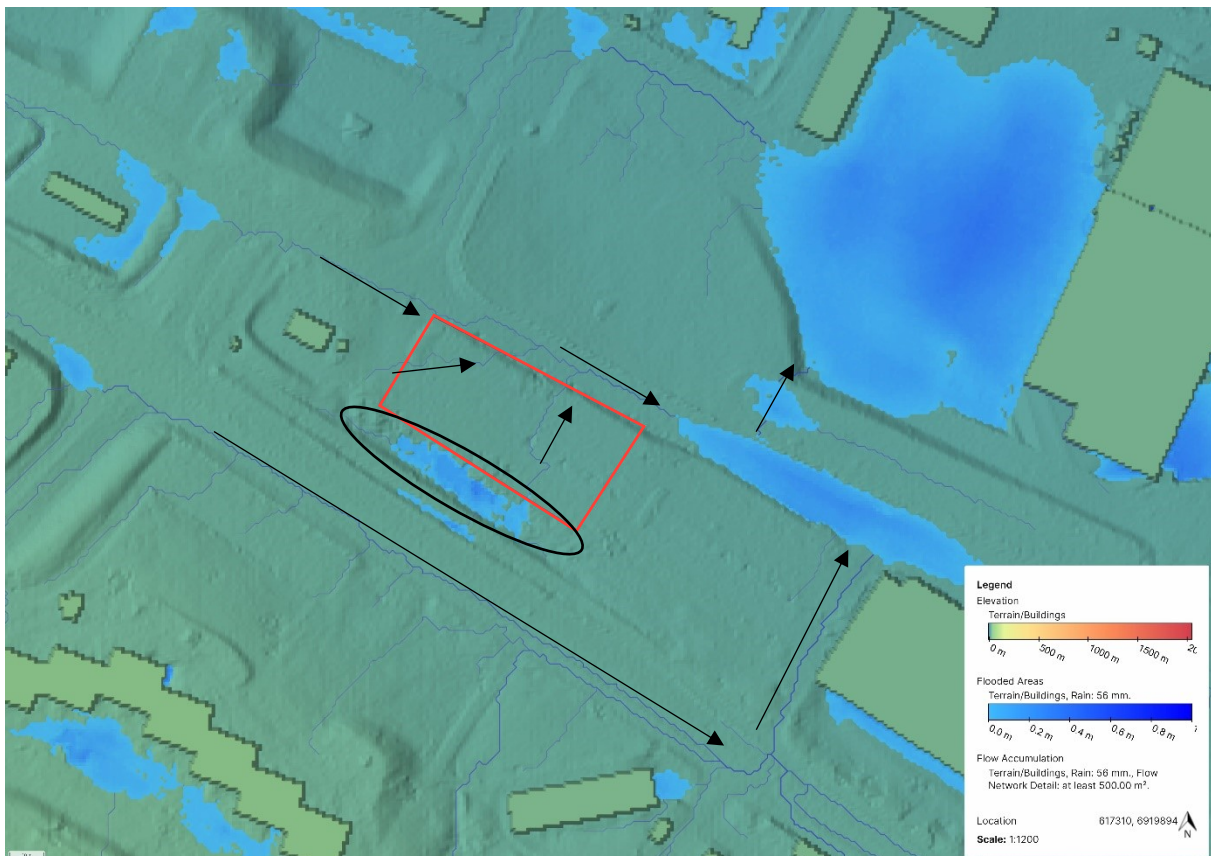 Legend
Elevation
Terrain/Buildings
0 m 500 m 1000 m 1500 m
Flooded Areas
Terrain/Buildings, Rain: 56 mm.
0.0 m 0.2 m 0.4 m 0.6 m 0.8 m
Flow Accumulation
Terrain/Buildings, Rain: 56 mm., Flow
Network Detail: at least 500.00 m².
Location 617310, 6919894
N
Scale: 1:1200